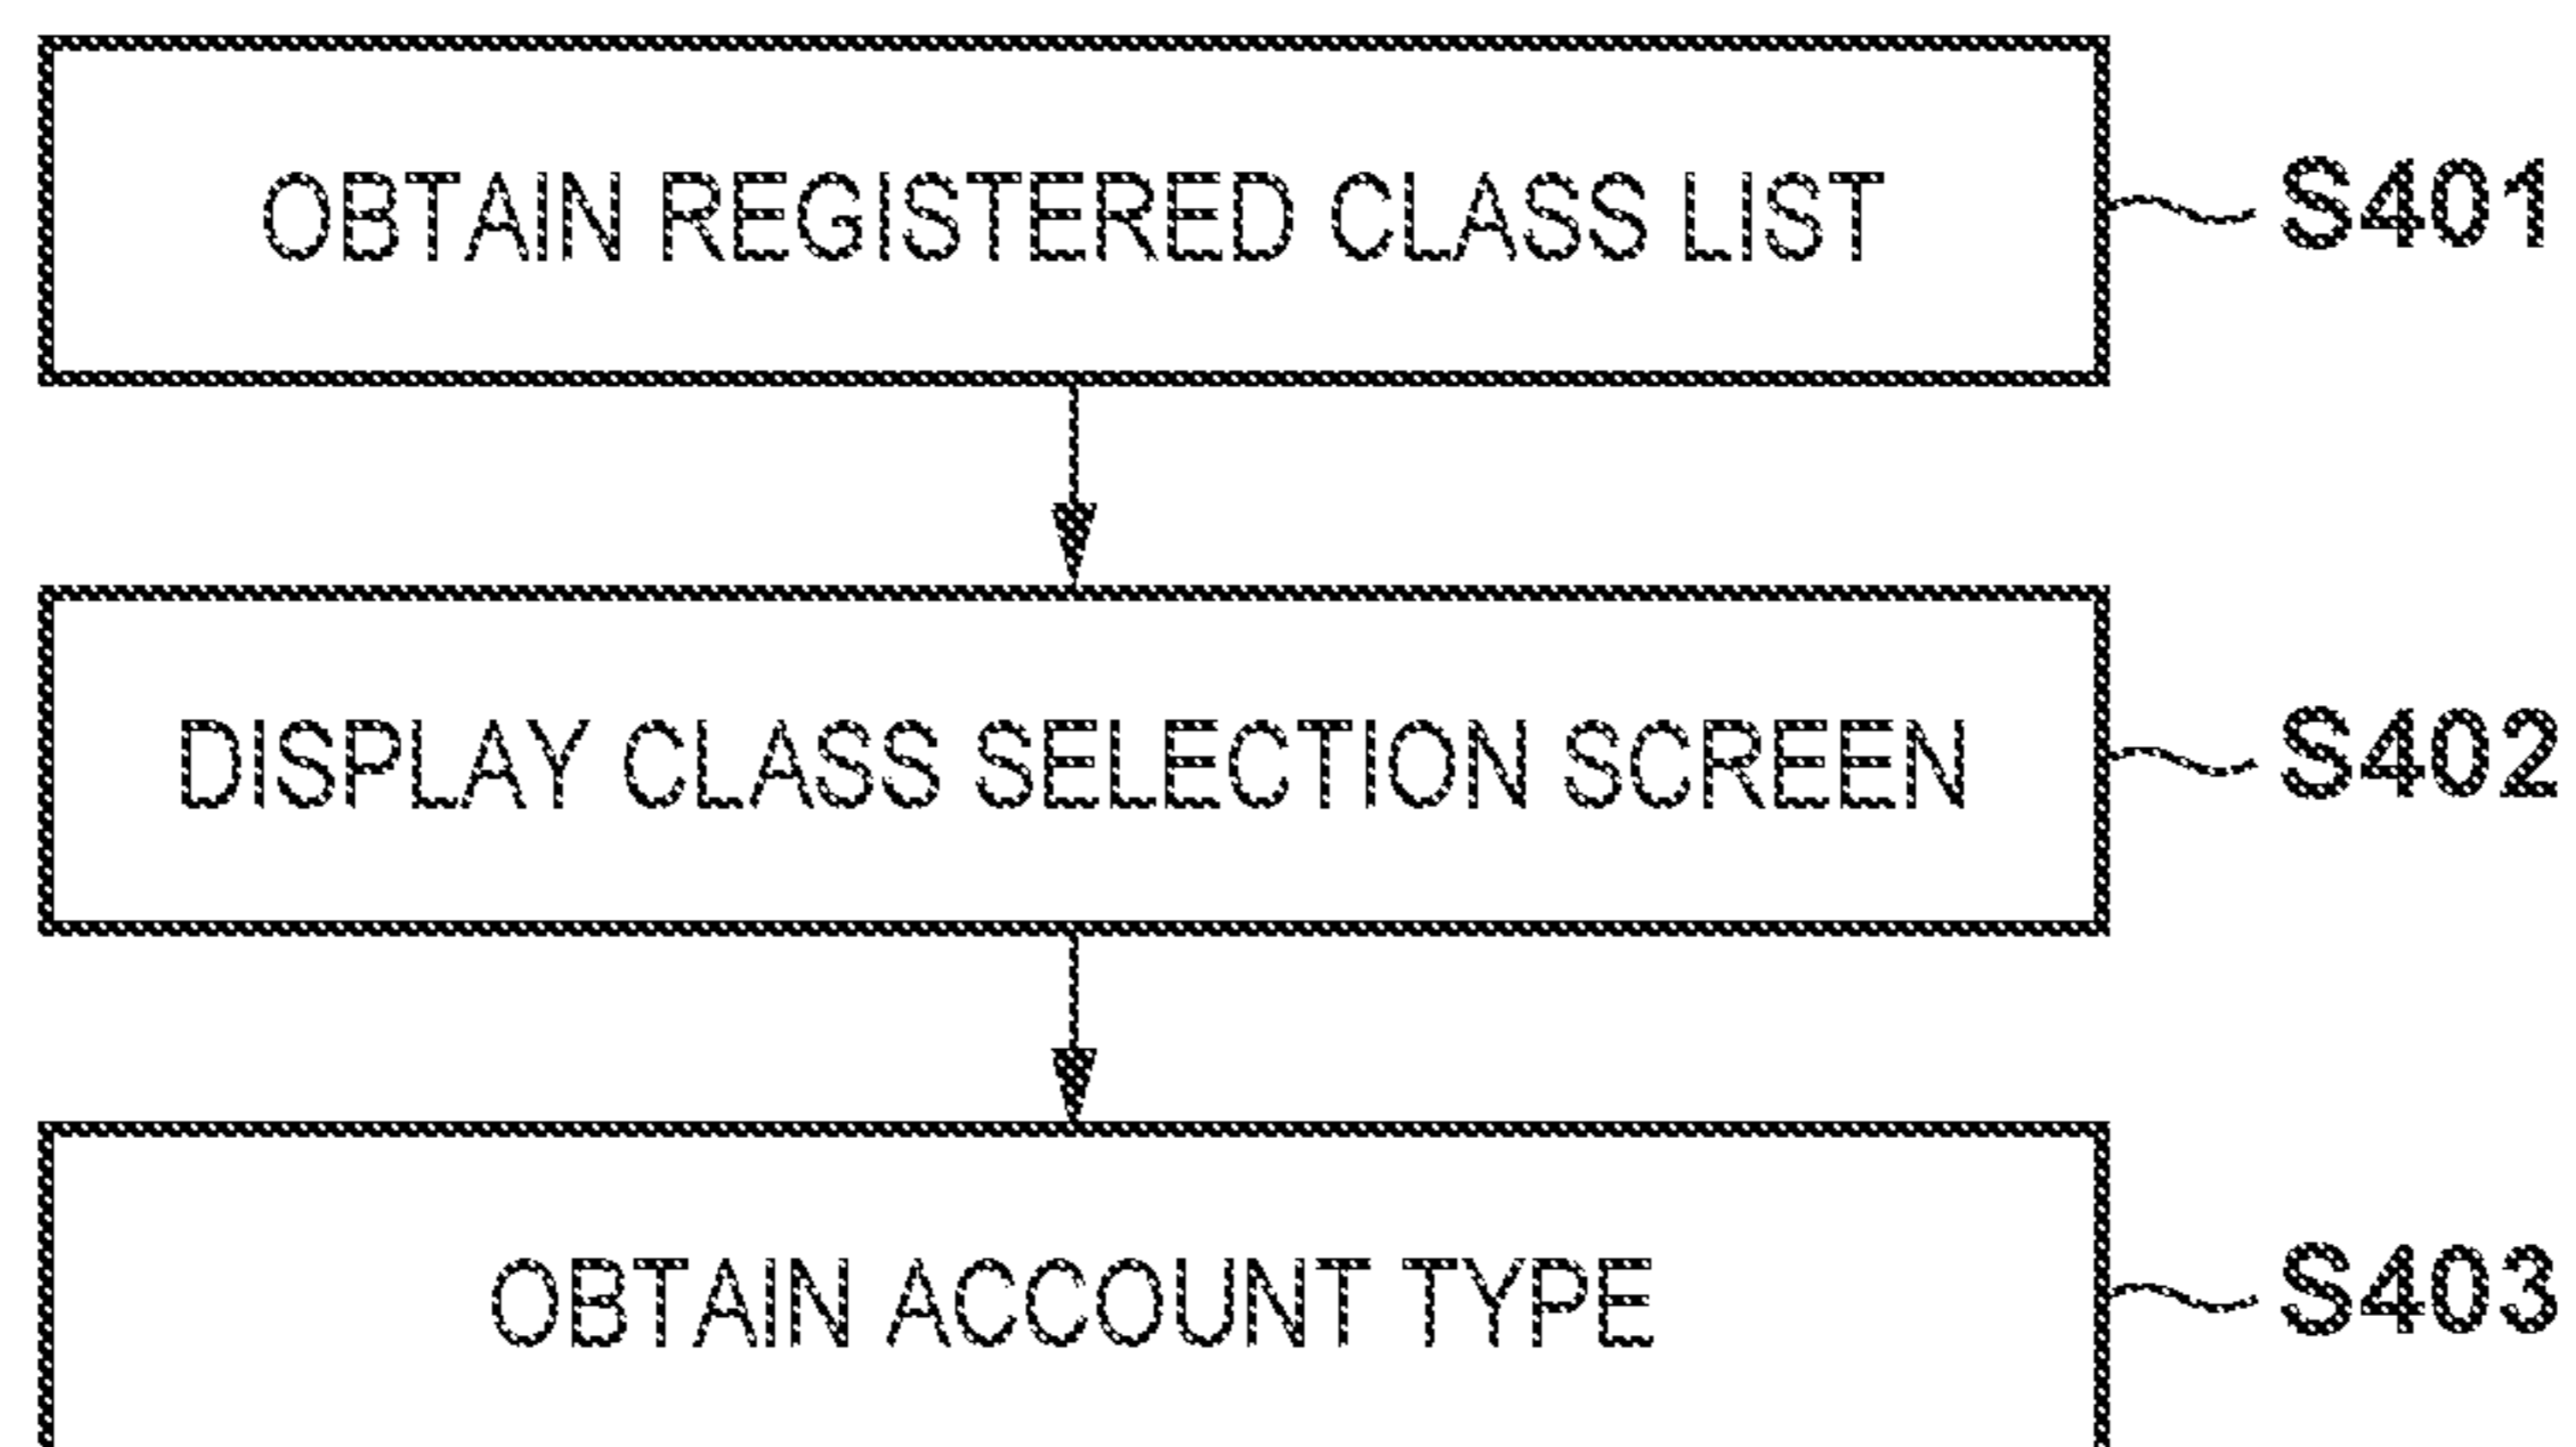 OBTAIN REGISTERED CLASS LIST S401
DISPLAY CLASS SELECTION SCREEN S402
OBTAIN ACCOUNT TYPE S403